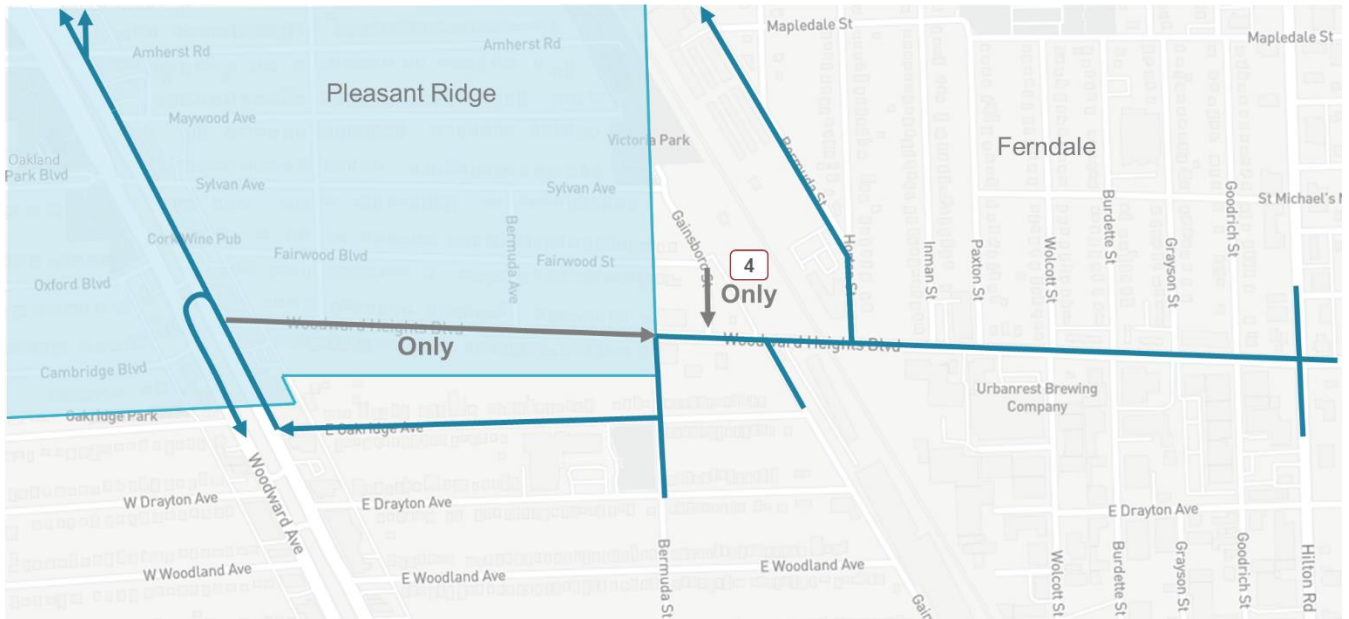 Mapledale St
Mapledale St
Amherst Rd
Amherst Rd
Pleasant Ridge
Maywood Ave
Victoria Park
Ferndale
Oakland
Park Blvd
Sylvan Ave
Sylvan Ave
Bermuda St
St Michael's
Cork Wine Pub
Bermuda Ave
Gainsboro St
Horton St
Inman St
Paxton St
Wolcott St
Burdette St
Grayson St
Goodrich St
Fairwood Blvd
Fairwood St
4
Only
Oxford Blvd
Woodward Heights Blvd
Only
Woodward Heights Blvd
Cambridge Blvd
Urbanrest Brewing
Company
Oakridge Park
E Oakridge Ave
Woodward Ave
W Drayton Ave
E Drayton Ave
E Drayton Ave
W Woodland Ave
E Woodland Ave
E Woodland Ave
Bermuda St
Gain
Wolcott St
Burdette St
Grayson St
Goodrich St
Hilton Rd